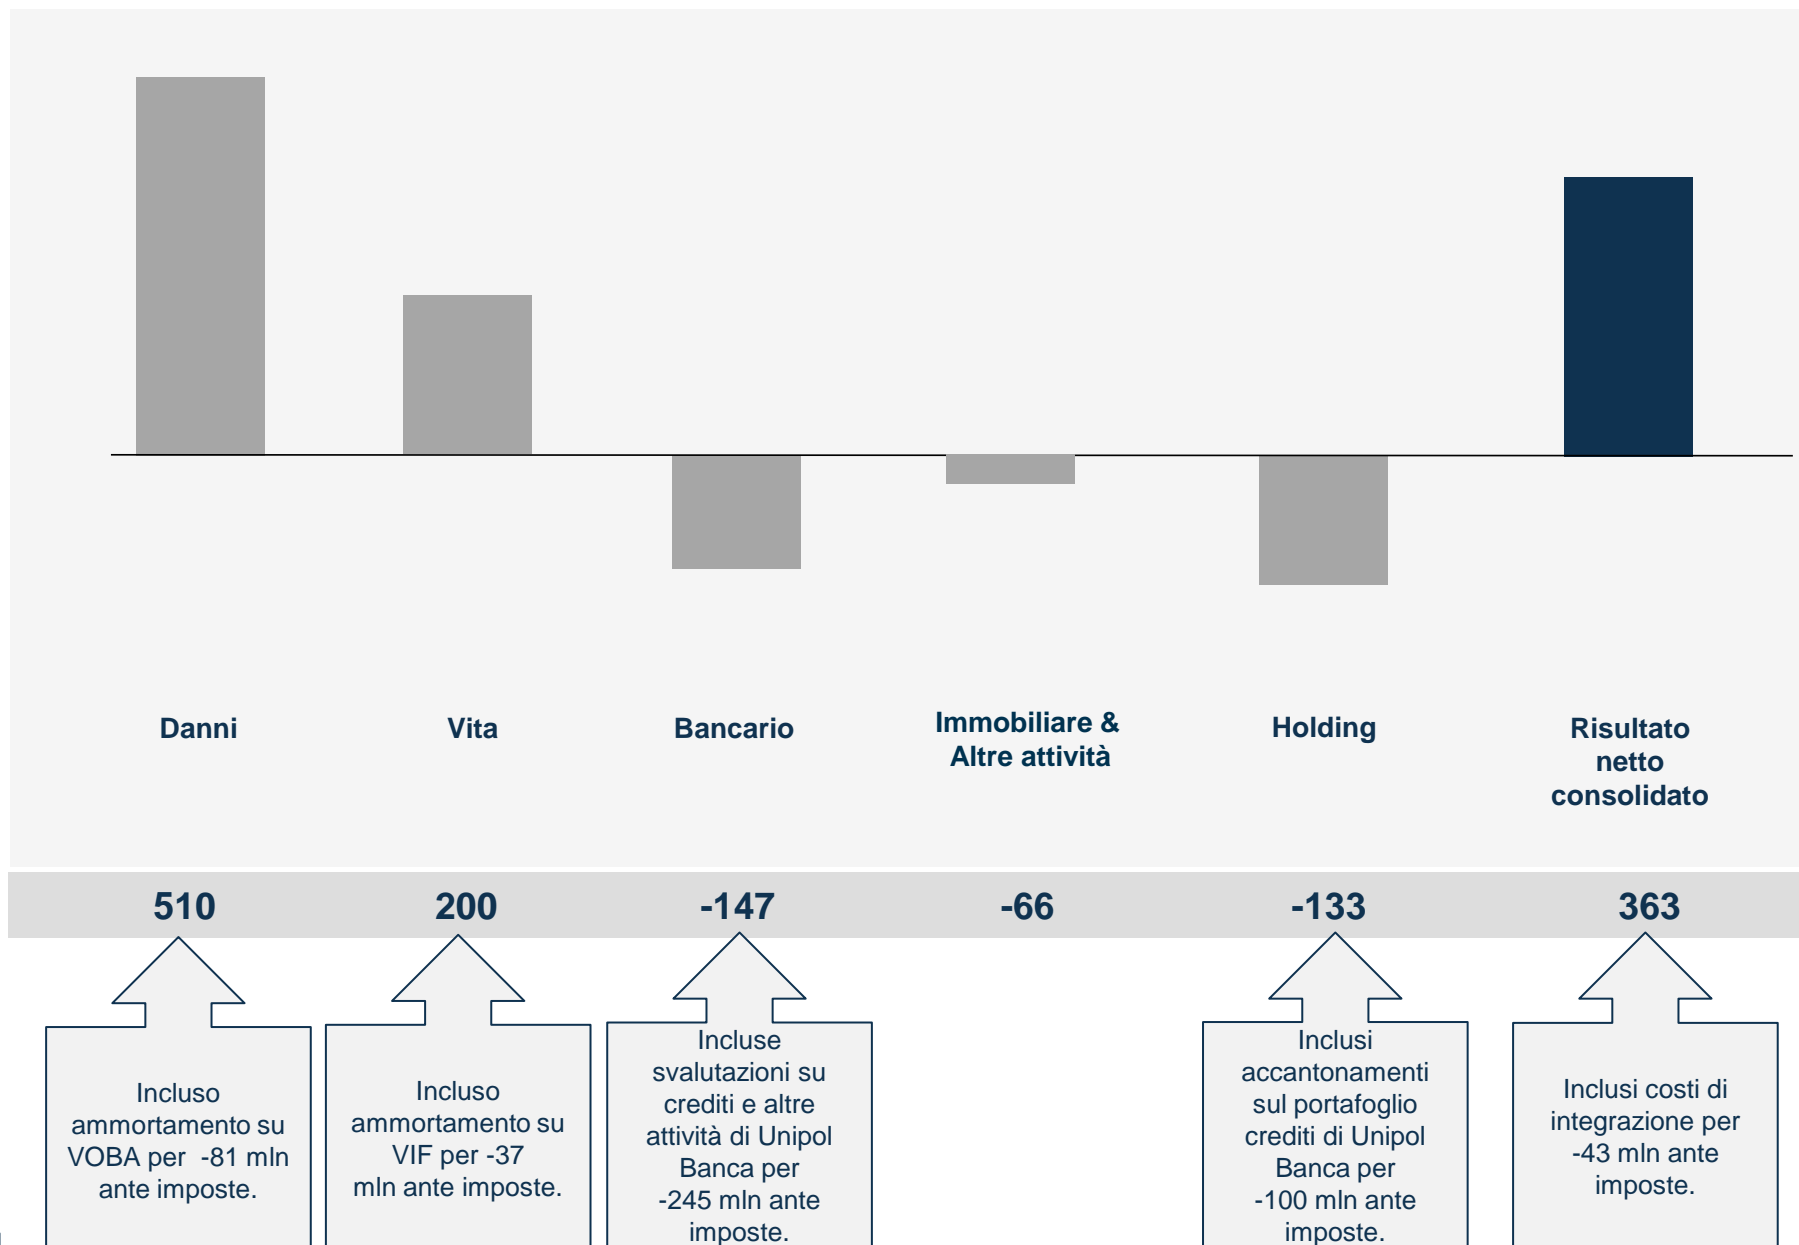 Danni
Vita
Bancario
Immobiliare &
Altre attività
Holding
Risultato
netto
consolidato
510
200
-147
-66
-133
363
Incluso
ammortamento su
VOBA per  -81 mln
ante imposte.
Incluso
ammortamento su
VIF per -37
mln ante imposte.
Incluse
svalutazioni su
crediti e altre
attività di Unipol
Banca per
-245 mln ante
imposte.
Inclusi
accantonamenti
sul portafoglio
crediti di Unipol
Banca per
-100 mln ante
imposte.
Inclusi costi di
integrazione per
-43 mln ante
imposte.